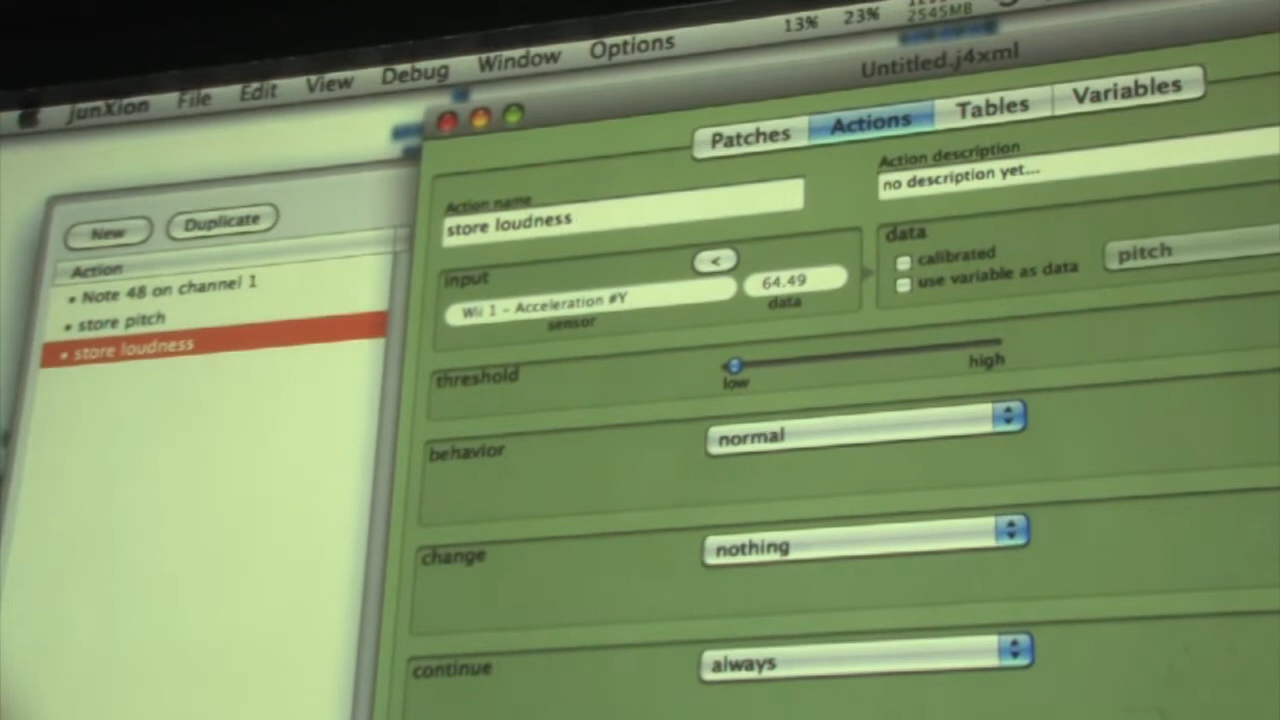 junXion File Edit View Debug Window Options 13% 23% 2545MB
Untitled.j4xml
Patches Actions Tables Variables
New Duplicate
Action
• Note 48 on channel 1
• store pitch
• store loudness
Action name
store loudness
Action description
no description yet...
input
<
Wii 1 - Acceleration #Y
sensor
64.49
data
data
calibrated
use variable as data
pitch
threshold
low
high
behavior
normal
change
nothing
continue
always